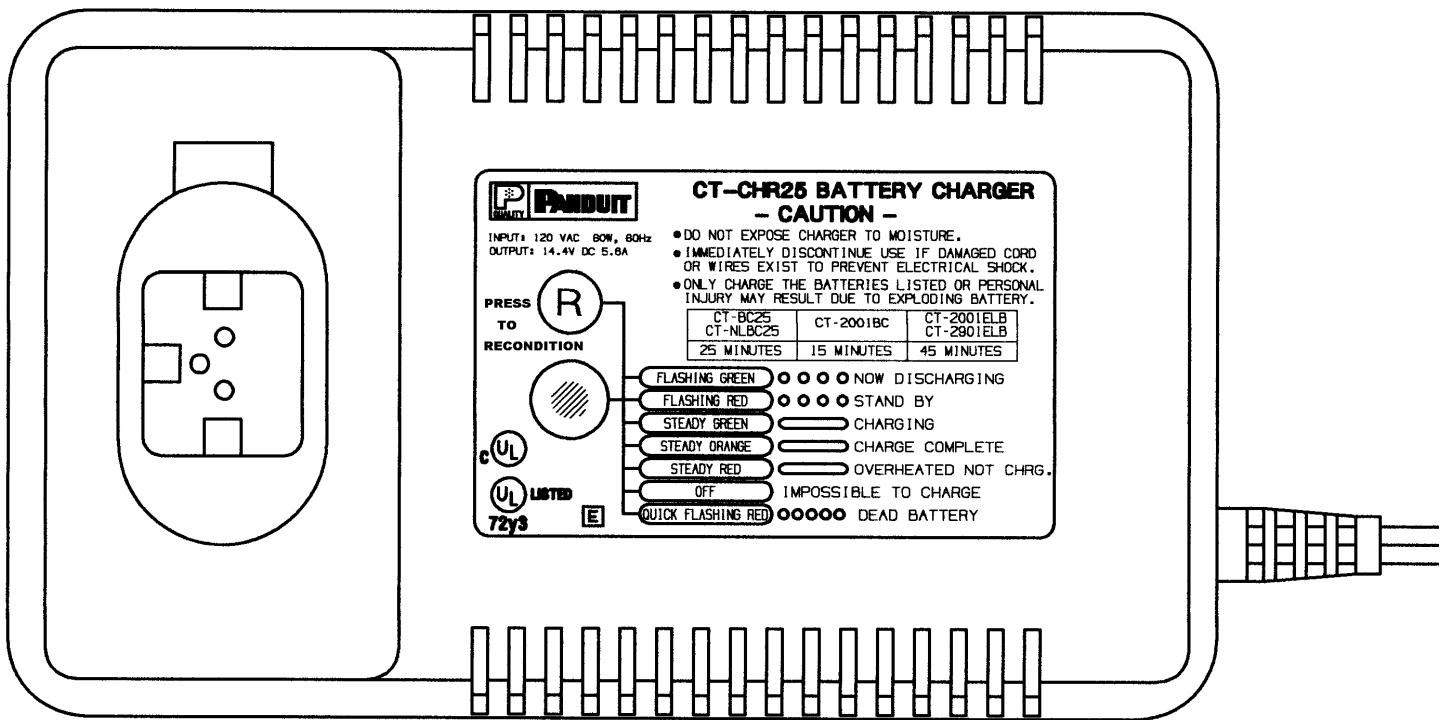 P
QUALITY
PANDUIT
INPUT: 120 VAC 80W, 60Hz
OUTPUT: 14.4V DC 5.6A
PRESS
TO
RECONDITION
R
CT-CHR25 BATTERY CHARGER
- CAUTION -
• DO NOT EXPOSE CHARGER TO MOISTURE.
• IMMEDIATELY DISCONTINUE USE IF DAMAGED CORD
OR WIRES EXIST TO PREVENT ELECTRICAL SHOCK.
• ONLY CHARGE THE BATTERIES LISTED OR PERSONAL
INJURY MAY RESULT DUE TO EXPLODING BATTERY.
CT-BC25 CT-2001BC CT-2001ELB
CT-NLBC25 CT-2901ELB
25 MINUTES 15 MINUTES 45 MINUTES
FLASHING GREEN NOW DISCHARGING
FLASHING RED STAND BY
STEADY GREEN CHARGING
STEADY ORANGE CHARGE COMPLETE
STEADY RED OVERHEATED NOT CHRG.
OFF IMPOSSIBLE TO CHARGE
QUICK FLASHING RED DEAD BATTERY
C UL
UL LISTED
72y3
E